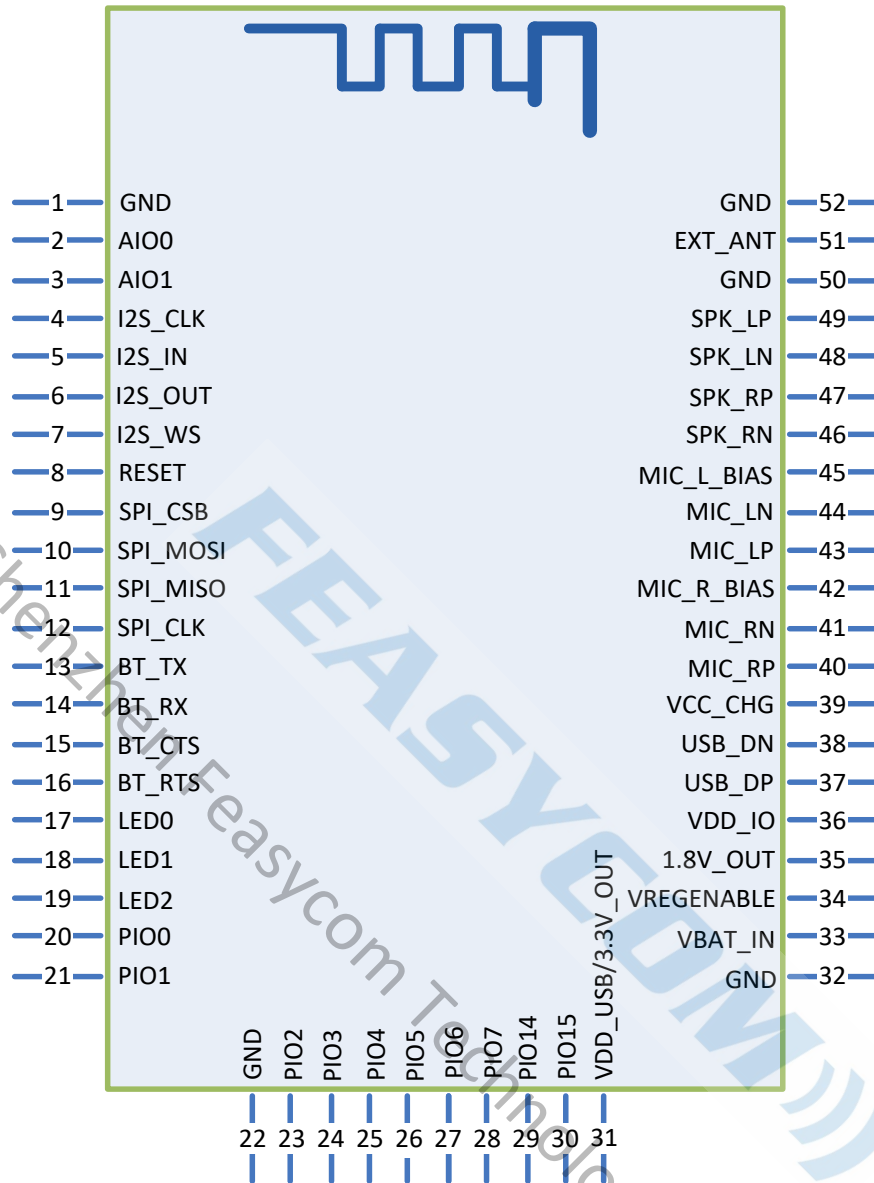 1 GND
2 AIO0
3 AIO1
4 I2S_CLK
5 I2S_IN
6 I2S_OUT
7 I2S_WS
8 RESET
9 SPI_CSB
10 SPI_MOSI
11 SPI_MISO
12 SPI_CLK
13 BT_TX
14 BT_RX
15 BT_CTS
16 BT_RTS
17 LED0
18 LED1
19 LED2
20 PIO0
21 PIO1
GND 52
EXT_ANT 51
GND 50
SPK_LP 49
SPK_LN 48
SPK_RP 47
SPK_RN 46
MIC_L_BIAS 45
MIC_LN 44
MIC_LP 43
MIC_R_BIAS 42
MIC_RN 41
MIC_RP 40
VCC_CHG 39
USB_DN 38
USB_DP 37
VDD_IO 36
1.8V_OUT 35
VREGENABLE 34
VBAT_IN 33
GND 32
GND
PIO2
PIO3
PIO4
PIO5
PIO6
PIO7
PIO14
PIO15
VDD_USB/3.3V_OUT
22 23 24 25 26 27 28 29 30 31
FEASYCOM
Feasycom